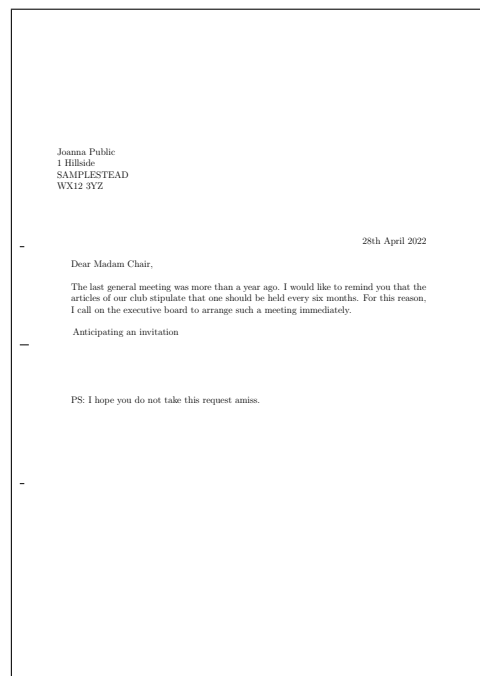 Joanna Public
1 Hillside
SAMPLESTEAD
WX12 3YZ
28th April 2022
Dear Madam Chair,
The last general meeting was more than a year ago. I would like to remind you that the
articles of our club stipulate that one should be held every six months. For this reason,
I call on the executive board to arrange such a meeting immediately.
Anticipating an invitation
PS: I hope you do not take this request amiss.